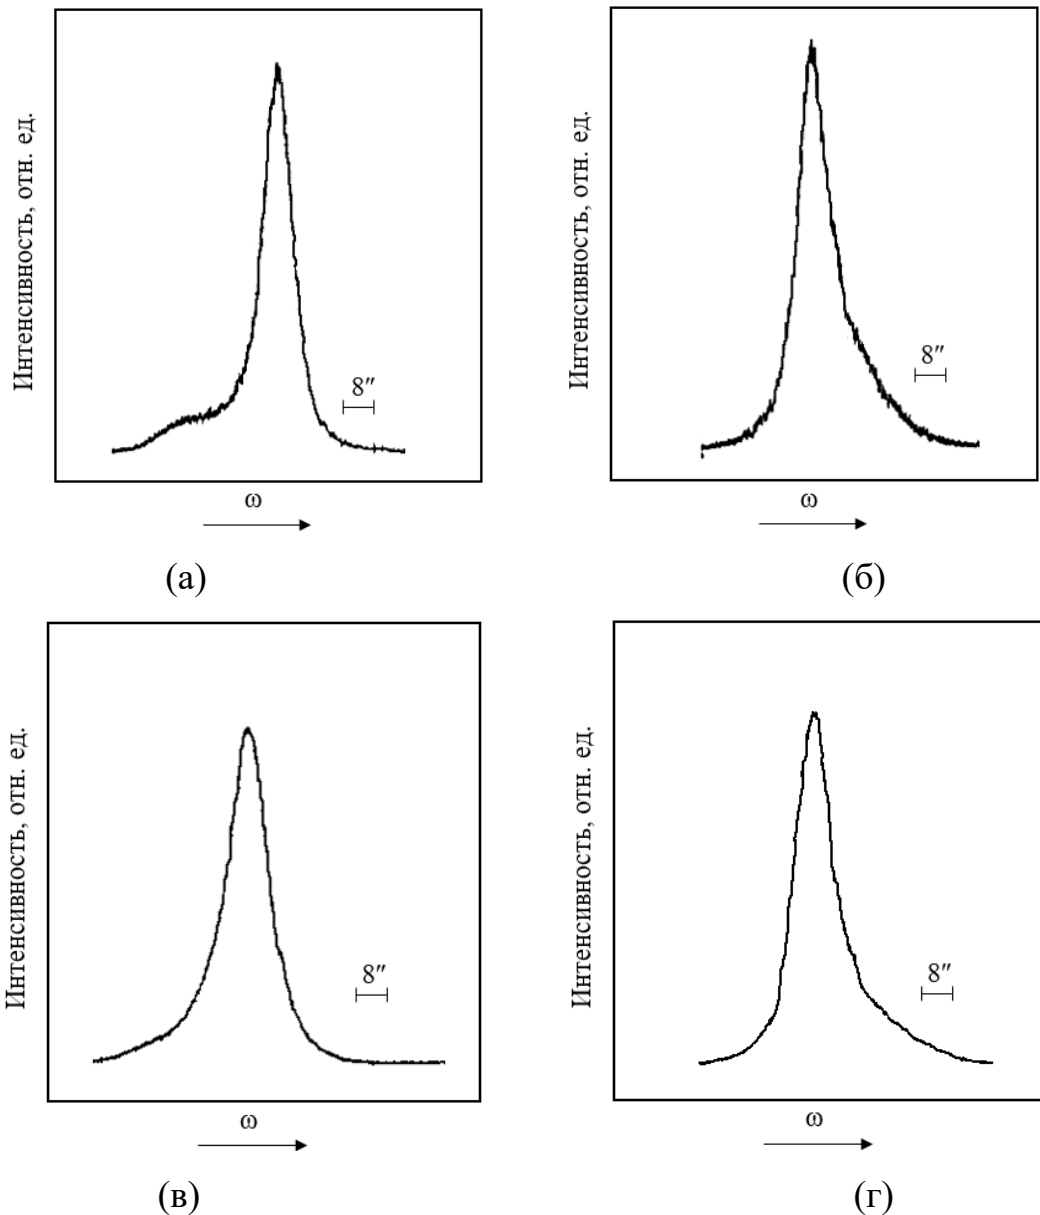 Интенсивность, отн. ед.
8″
ω
(а)
Интенсивность, отн. ед.
8″
ω
(б)
Интенсивность, отн. ед.
8″
ω
(в)
Интенсивность, отн. ед.
8″
ω
(г)